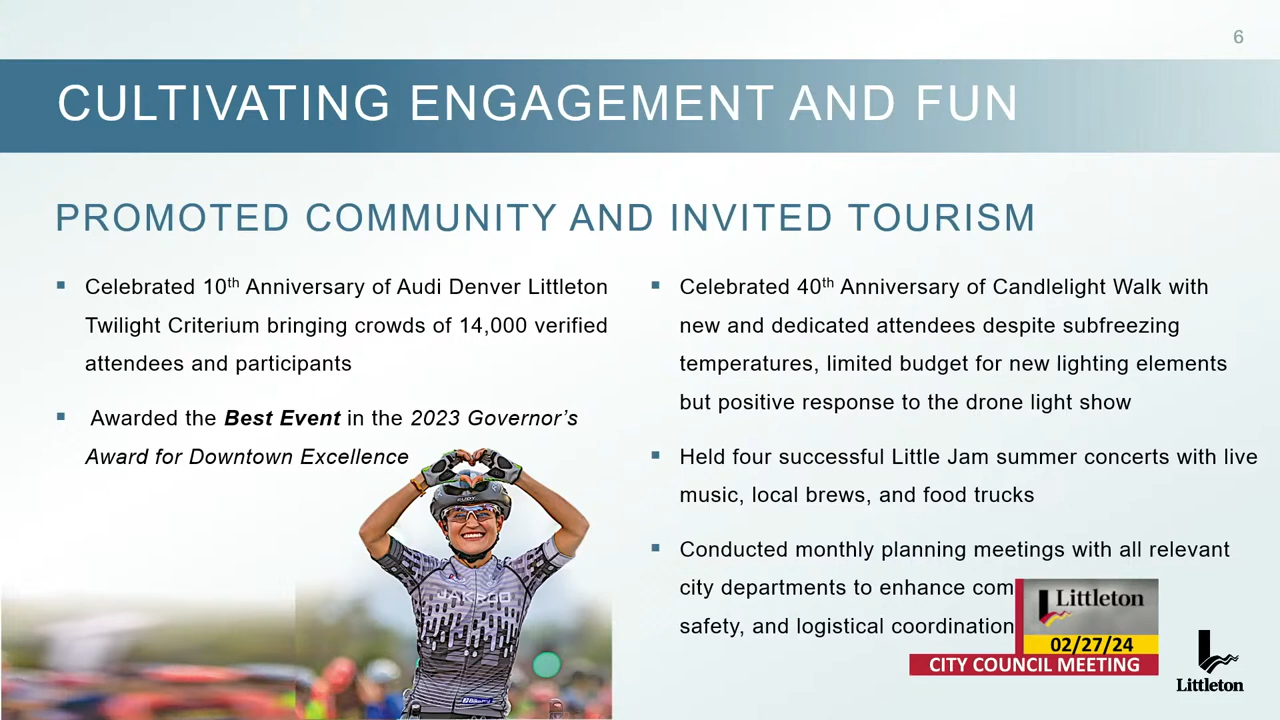 6
CULTIVATING ENGAGEMENT AND FUN
PROMOTED COMMUNITY AND INVITED TOURISM
▪ Celebrated 10th Anniversary of Audi Denver Littleton
Twilight Criterium bringing crowds of 14,000 verified
attendees and participants
▪ Awarded the Best Event in the 2023 Governor’s
Award for Downtown Excellence
▪ Celebrated 40th Anniversary of Candlelight Walk with
new and dedicated attendees despite subfreezing
temperatures, limited budget for new lighting elements
but positive response to the drone light show
▪ Held four successful Little Jam summer concerts with live
music, local brews, and food trucks
▪ Conducted monthly planning meetings with all relevant
city departments to enhance com
safety, and logistical coordination
RUDY
JAKROO
Littleton
02/27/24
CITY COUNCIL MEETING
Littleton